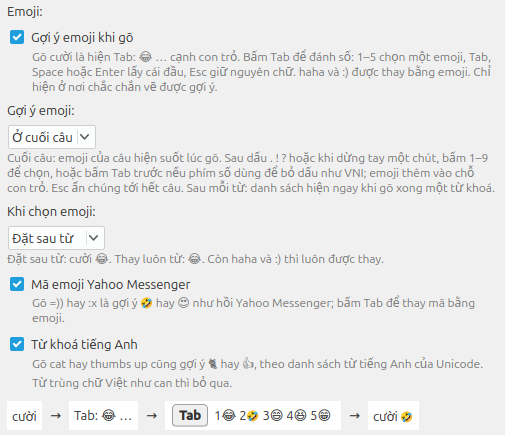 Emoji:
Gợi ý emoji khi gõ
Gõ cười là hiện Tab: 😂 … cạnh con trỏ. Bấm Tab để đánh số: 1–5 chọn một emoji, Tab,
Space hoặc Enter lấy cái đầu, Esc giữ nguyên chữ. haha và :) được thay bằng emoji. Chỉ
hiện ở nơi chắc chắn vẽ được gợi ý.
Gợi ý emoji:
Ở cuối câu
Cuối câu: emoji của câu hiện suốt lúc gõ. Sau dấu . ! ? hoặc khi dừng tay một chút, bấm 1–9
để chọn, hoặc bấm Tab trước nếu phím số dùng để bỏ dấu như VNI; emoji thêm vào chỗ
con trỏ. Esc ẩn chúng tới hết câu. Sau mỗi từ: danh sách hiện ngay khi gõ xong một từ khoá.
Khi chọn emoji:
Đặt sau từ
Đặt sau từ: cười 😂. Thay luôn từ: 😂. Còn haha và :) thì luôn được thay.
Mã emoji Yahoo Messenger
Gõ =)) hay :x là gợi ý 🤣 hay 😍 như hồi Yahoo Messenger; bấm Tab để thay mã bằng
emoji.
Từ khoá tiếng Anh
Gõ cat hay thumbs up cũng gợi ý 🐈 hay 👍, theo danh sách từ tiếng Anh của Unicode.
Từ trùng chữ Việt như can thì bỏ qua.
cười → Tab: 😂 … → Tab 1😂 2🤣 3😄 4😆 5😁 → cười 🤣